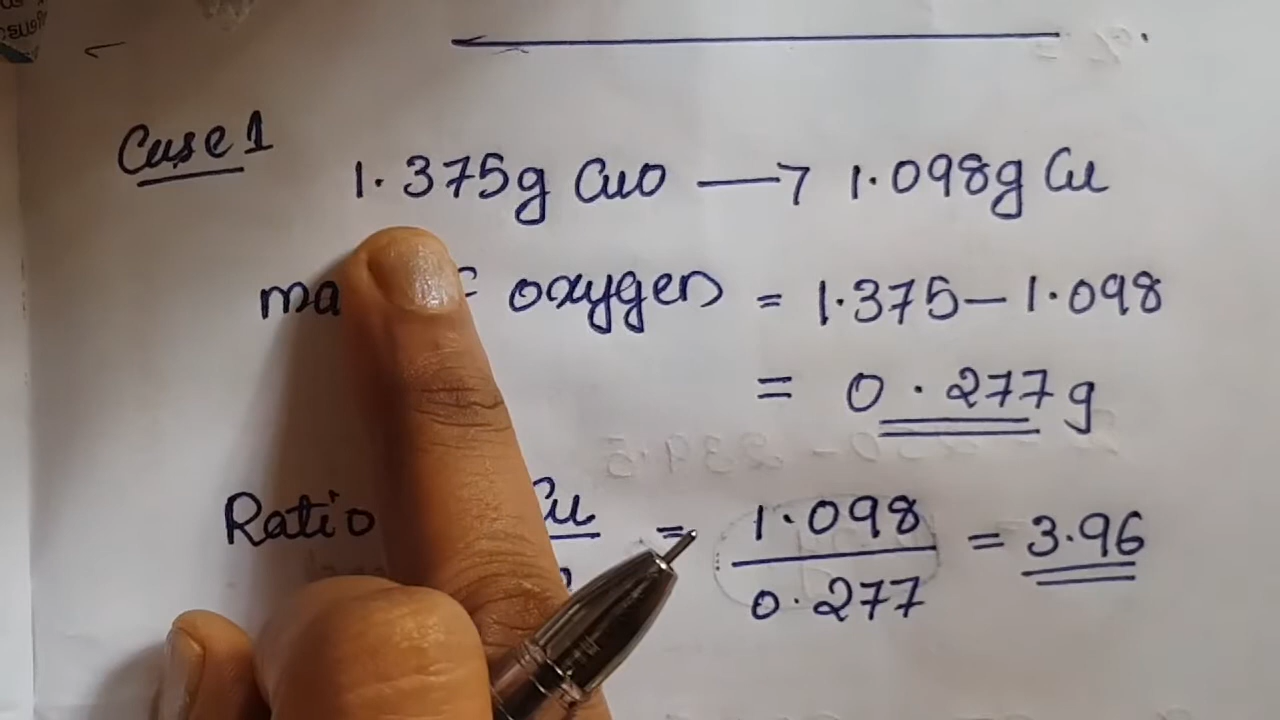 Case 1
1.375g CuO → 1.098g Cu
oxygen = 1.375 – 1.098
= 0.277g
Ratio Cu = 1.098 / 0.277 = 3.96